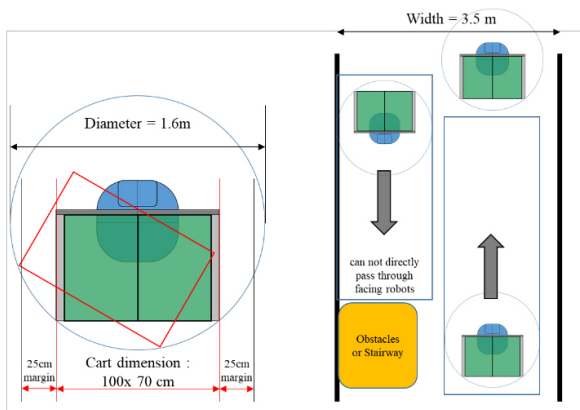 Diameter = 1.6m
25cm
margin
Cart dimension :
100x 70 cm
25cm
margin
Width = 3.5 m
can not directly
pass through
facing robots
Obstacles
or Stairway